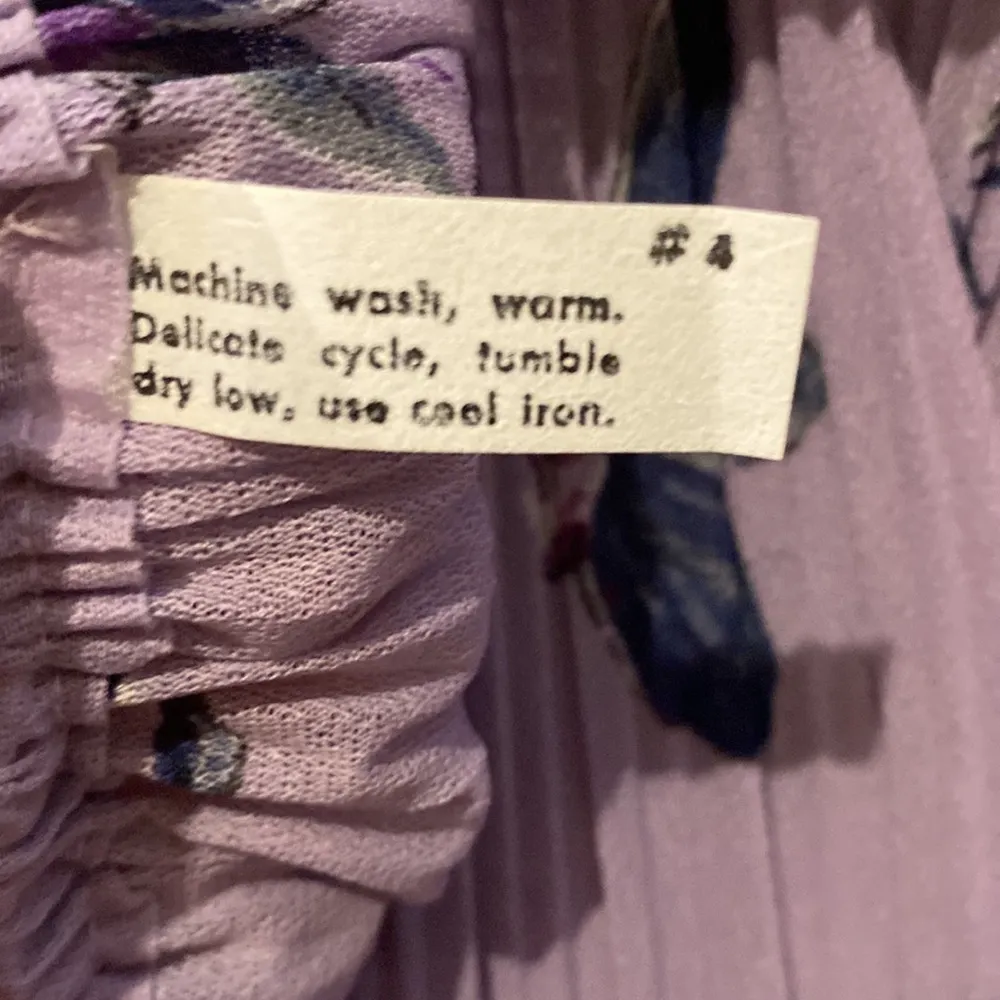 # 4
Machine wash, warm.
Delicate cycle, tumble
dry low, use cool iron.